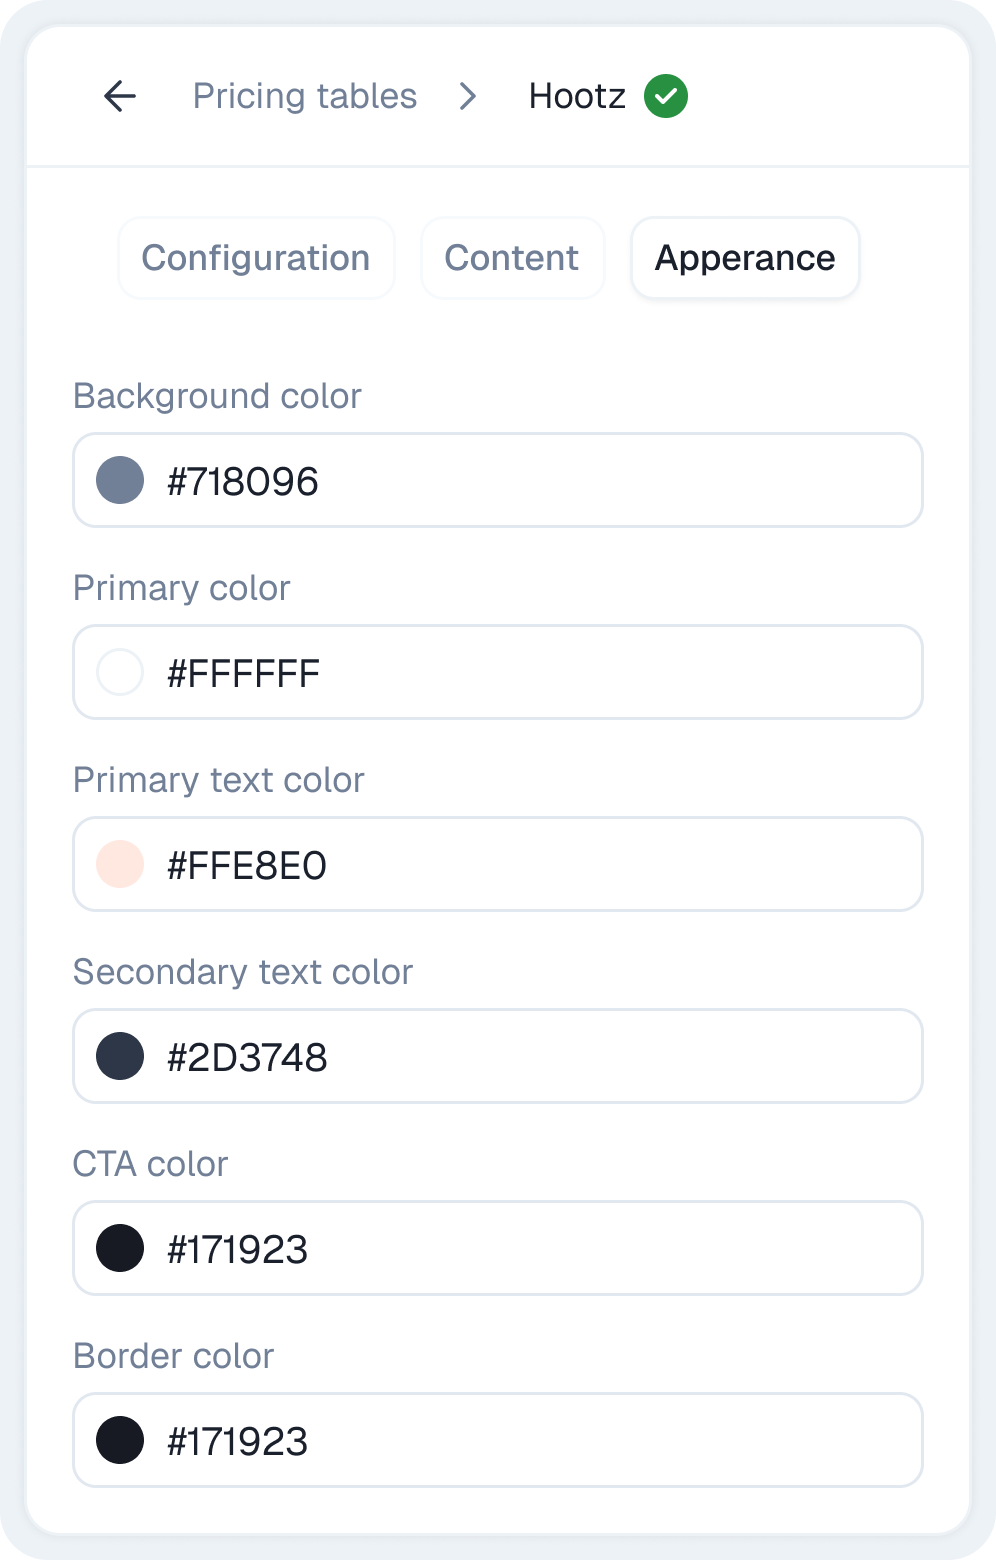 Pricing tables > Hootz
Configuration Content Apperance
Background color
#718096
Primary color
#FFFFFF
Primary text color
#FFE8E0
Secondary text color
#2D3748
CTA color
#171923
Border color
#171923